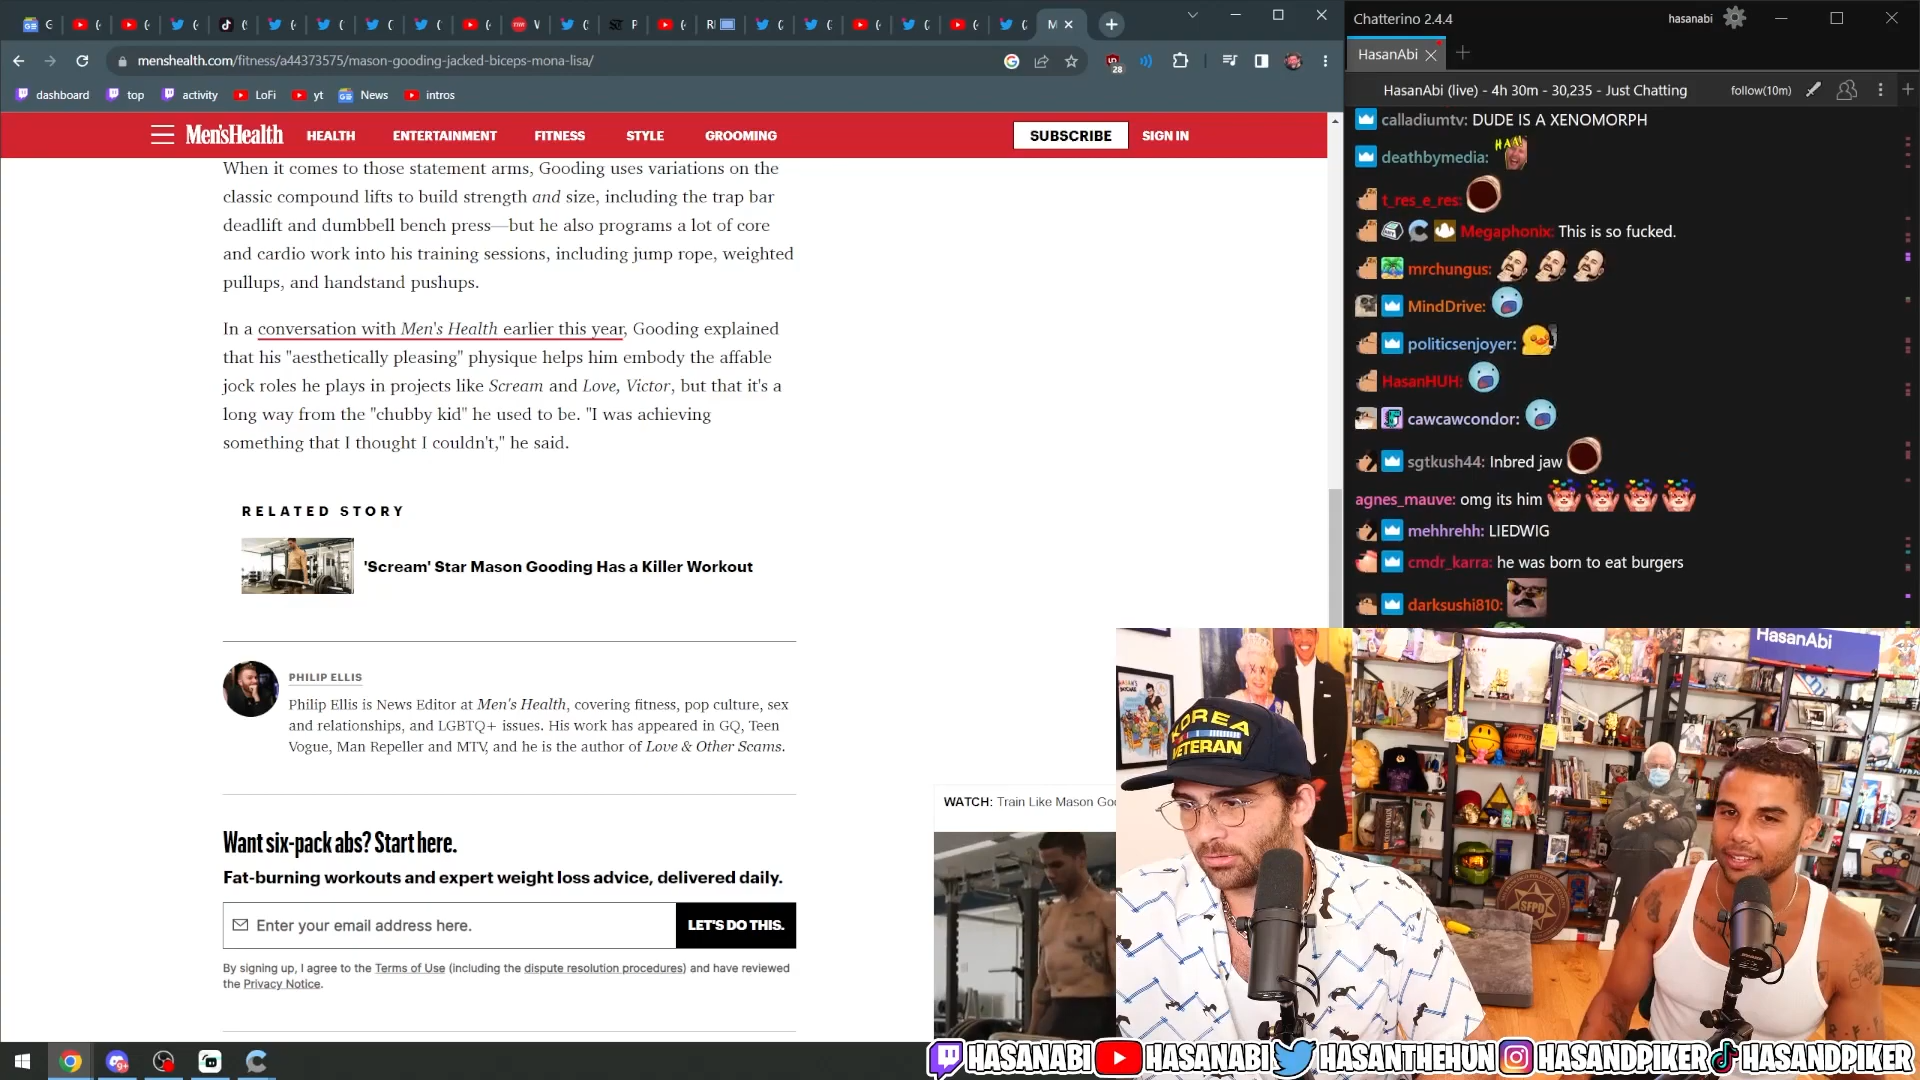 menshealth.com/fitness/a44373575/mason-gooding-jacked-biceps-mona-lisa/
28
dashboard
top
activity
LoFi
yt
News
intros
Men'sHealth
HEALTH
ENTERTAINMENT
FITNESS
STYLE
GROOMING
SUBSCRIBE
SIGN IN
When it comes to those statement arms, Gooding uses variations on the
classic compound lifts to build strength and size, including the trap bar
deadlift and dumbbell bench press—but he also programs a lot of core
and cardio work into his training sessions, including jump rope, weighted
pullups, and handstand pushups.
In a conversation with Men's Health earlier this year, Gooding explained
that his "aesthetically pleasing" physique helps him embody the affable
jock roles he plays in projects like Scream and Love, Victor, but that it's a
long way from the "chubby kid" he used to be. "I was achieving
something that I thought I couldn't," he said.
RELATED STORY
'Scream' Star Mason Gooding Has a Killer Workout
PHILIP ELLIS
Philip Ellis is News Editor at Men's Health, covering fitness, pop culture, sex
and relationships, and LGBTQ+ issues. His work has appeared in GQ, Teen
Vogue, Man Repeller and MTV, and he is the author of Love & Other Scams.
Want six-pack abs? Start here.
Fat-burning workouts and expert weight loss advice, delivered daily.
Enter your email address here.
LET'S DO THIS.
By signing up, I agree to the Terms of Use (including the dispute resolution procedures) and have reviewed
the Privacy Notice.
WATCH: Train Like Mason Goo
Chatterino 2.4.4
hasanabi
HasanAbi
HasanAbi (live) - 4h 30m - 30,235 - Just Chatting
follow(10m)
calladiumtv: DUDE IS A XENOMORPH
deathbymedia:
t_res_e_res:
Megaphonix: This is so fucked.
mrchungus:
MindDrive:
politicsenjoyer:
HasanHUH:
cawcawcondor:
sgtkush44: Inbred jaw
agnes_mauve: omg its him
mehhrehh: LIEDWIG
cmdr_karra: he was born to eat burgers
darksushi810:
HasanAbi
KOREA
VETERAN
SFPD
HASANABI
HASANABI
HASANTHEHUN
HASANDPIKER
HASANDPIKER